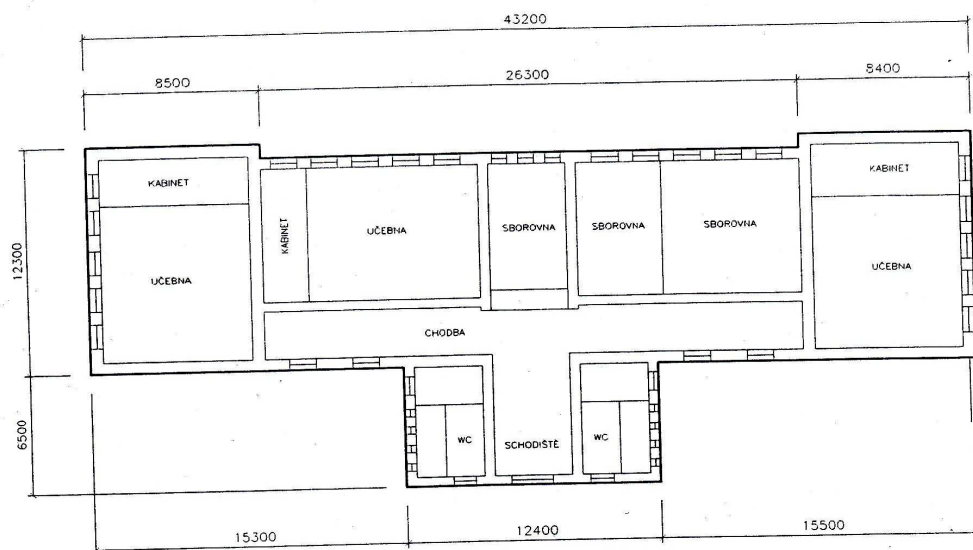 43200
8500
26300
8400
KABINET
KABINET
KABINET
UČEBNA
SBOROVNA
SBOROVNA
SBOROVNA
12300
UČEBNA
UČEBNA
CHODBA
6500
WC
SCHODIŠTĚ
WC
15300
12400
15500